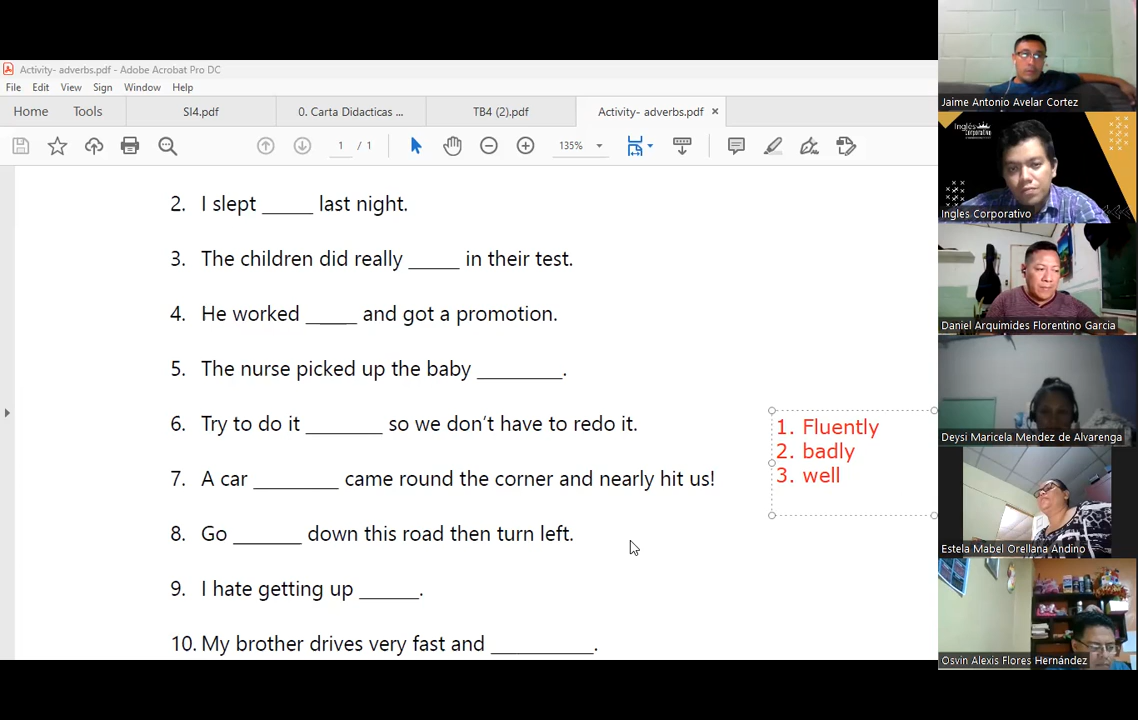 Activity- adverbs.pdf - Adobe Acrobat Pro DC
File Edit View Sign Window Help
Home Tools SI4.pdf 0. Carta Didacticas ... TB4 (2).pdf Activity- adverbs.pdf ×
1 / 1 135%
2. I slept _____ last night.
3. The children did really _____ in their test.
4. He worked _____ and got a promotion.
5. The nurse picked up the baby ________.
6. Try to do it _______ so we don't have to redo it.
7. A car ________ came round the corner and nearly hit us!
8. Go ______ down this road then turn left.
9. I hate getting up ______.
10. My brother drives very fast and __________.
1. Fluently
2. badly
3. well
Jaime Antonio Avelar Cortez
Inglés
Corporativo
Ingles Corporativo
Daniel Arquimides Florentino Garcia
Deysi Maricela Mendez de Alvarenga
Estela Mabel Orellana Andino
Osvin Alexis Flores Hernández